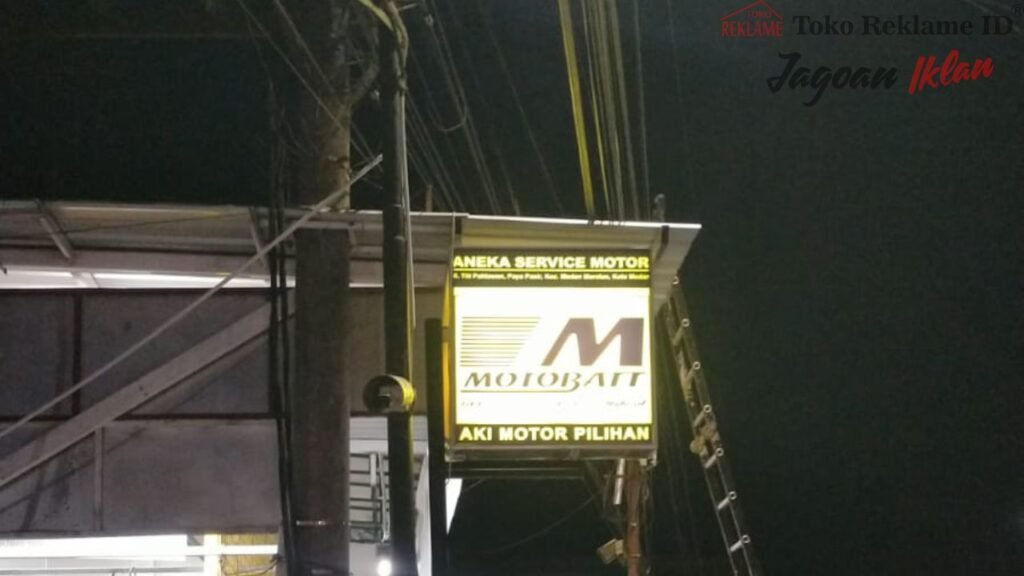 TOKO
REKLAME
Toko Reklame ID
Jagoan Iklan
ANEKA SERVICE MOTOR
M
MOTOBATT
AKI MOTOR PILIHAN